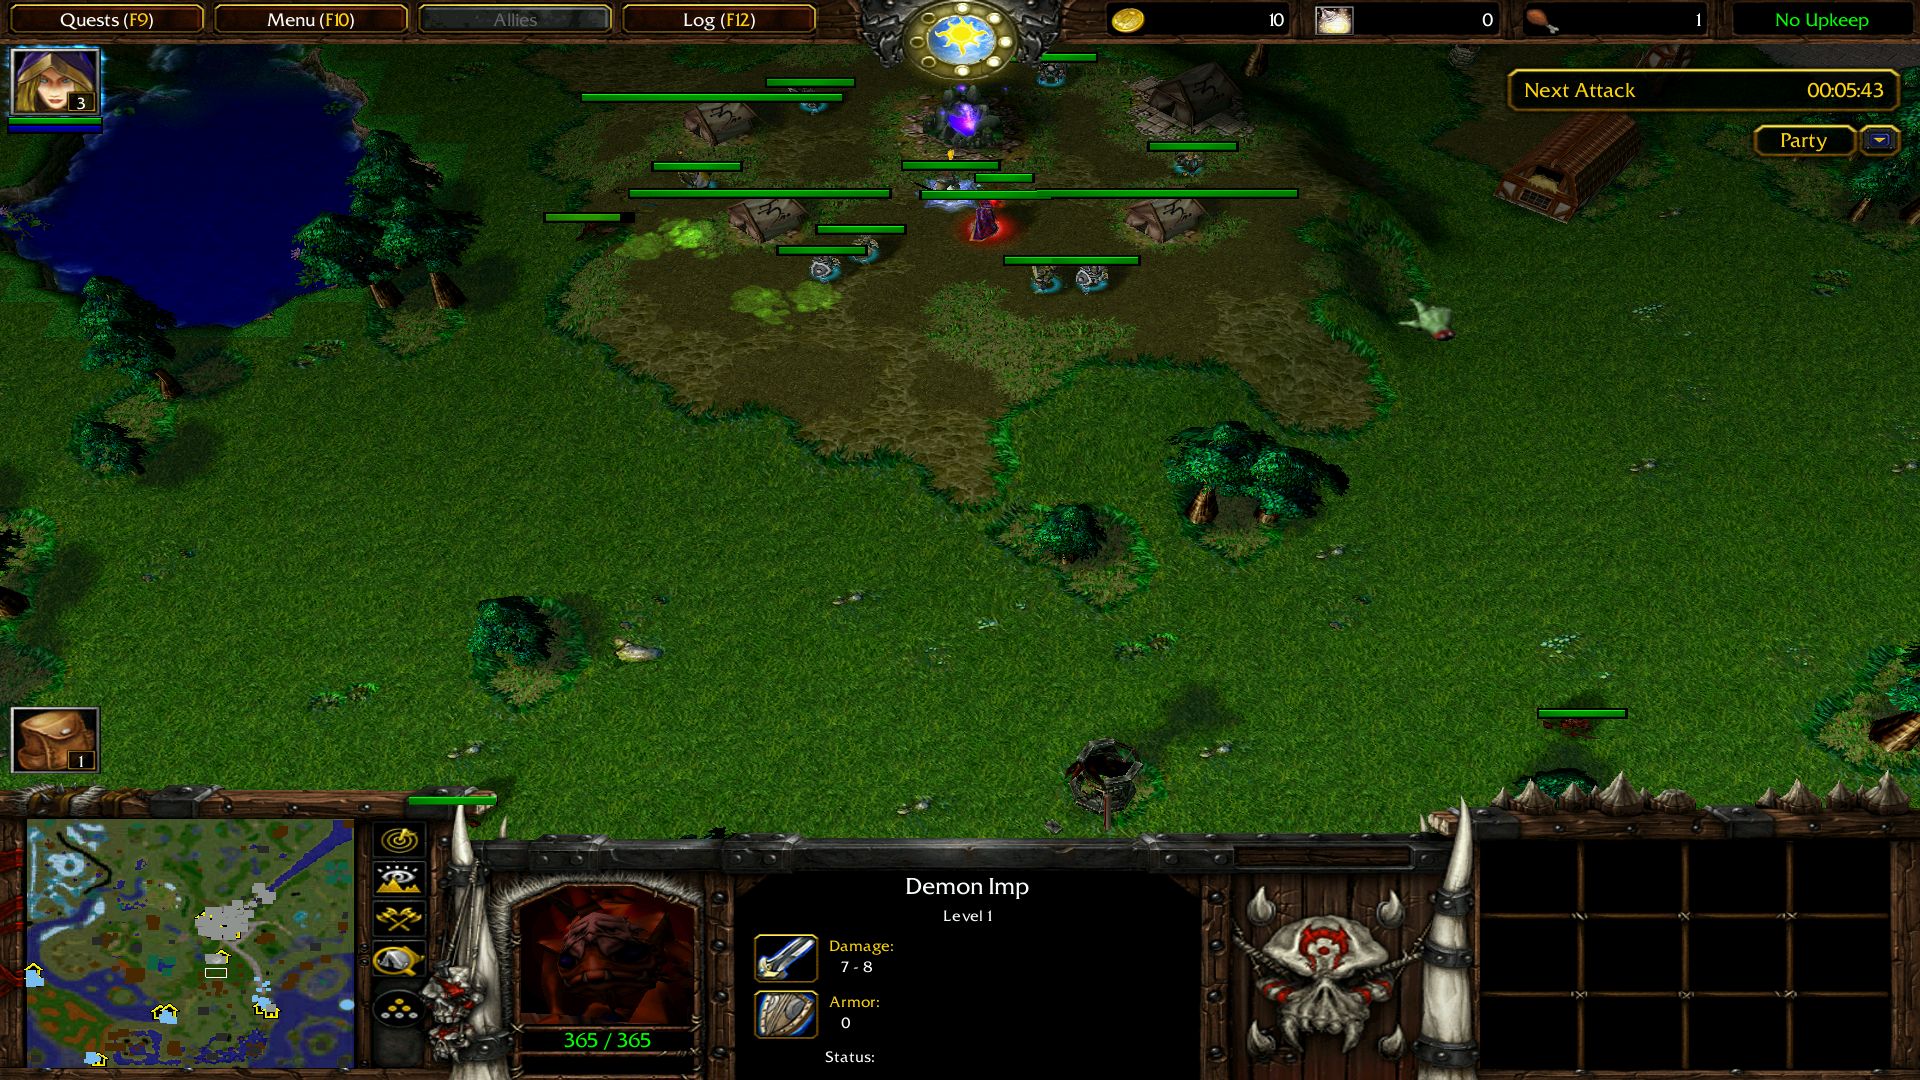 Quests (F9)
Menu (F10)
Allies
Log (F12)
10
0
1
No Upkeep
3
Next Attack 00:05:43
Party
1
Demon Imp
Level 1
Damage:
7 - 8
Armor:
0
Status:
365 / 365